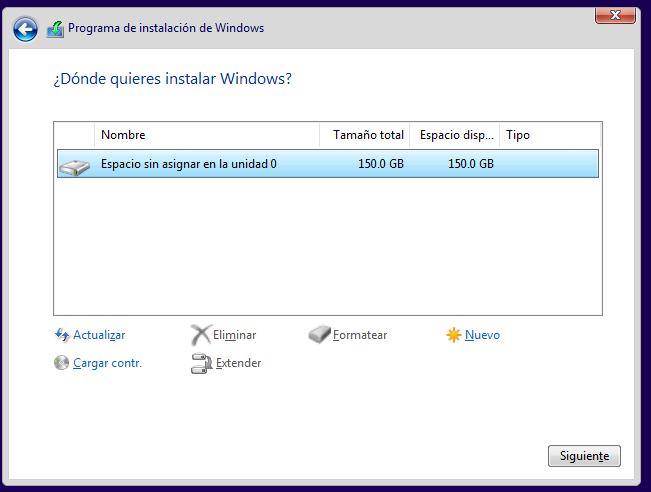 Programa de instalación de Windows
¿Dónde quieres instalar Windows?
Nombre Tamaño total Espacio disp... Tipo
Espacio sin asignar en la unidad 0 150.0 GB 150.0 GB
Actualizar Eliminar Formatear Nuevo
Cargar contr. Extender
Siguiente